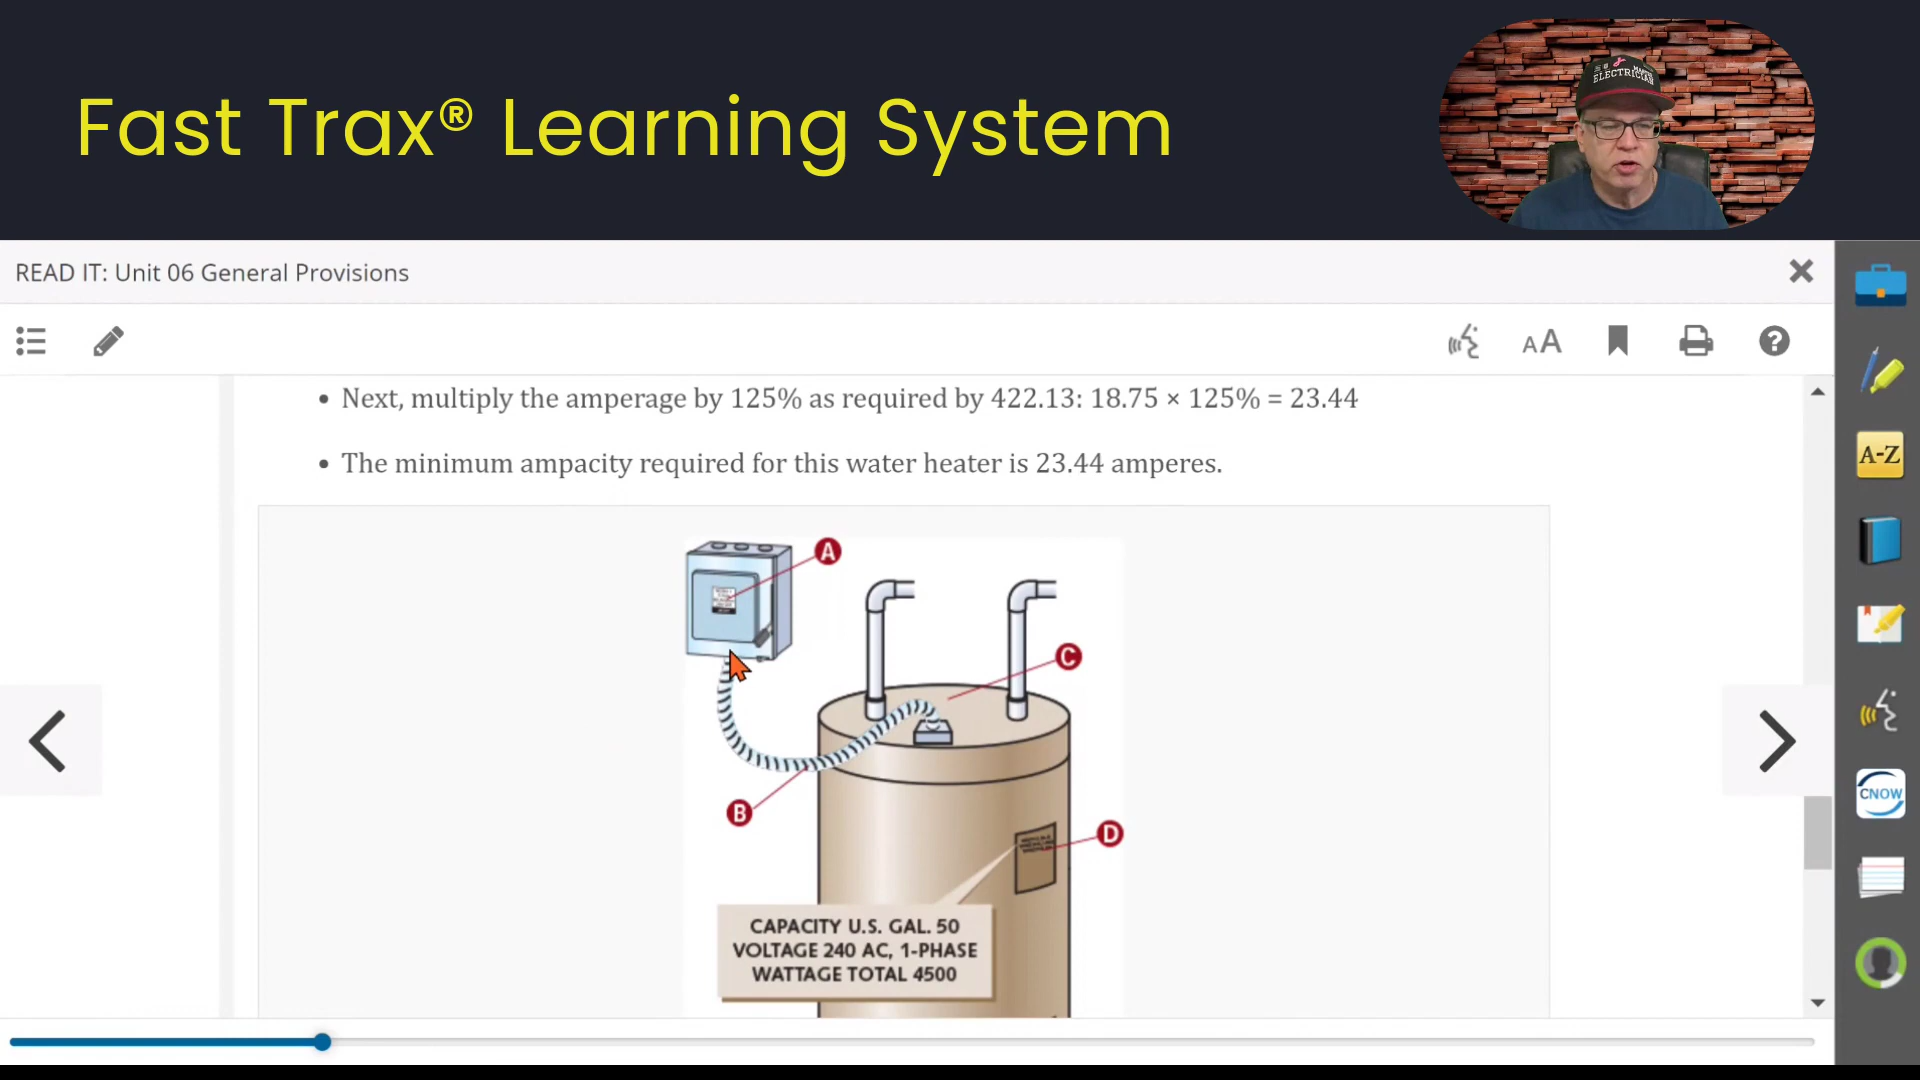 Fast Trax® Learning System
ELECTRICIAN
READ IT: Unit 06 General Provisions
AA
?
• Next, multiply the amperage by 125% as required by 422.13: 18.75 × 125% = 23.44
• The minimum ampacity required for this water heater is 23.44 amperes.
A
C
B
D
CAPACITY U.S. GAL. 50
VOLTAGE 240 AC, 1-PHASE
WATTAGE TOTAL 4500
A-Z
CNOW